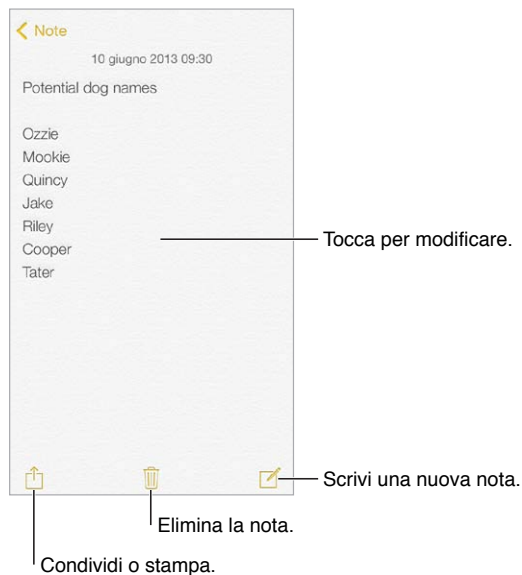 Note
10 giugno 2013 09:30
Potential dog names
Ozzie
Mookie
Quincy
Jake
Riley
Cooper
Tater
Tocca per modificare.
Scrivi una nuova nota.
Elimina la nota.
Condividi o stampa.